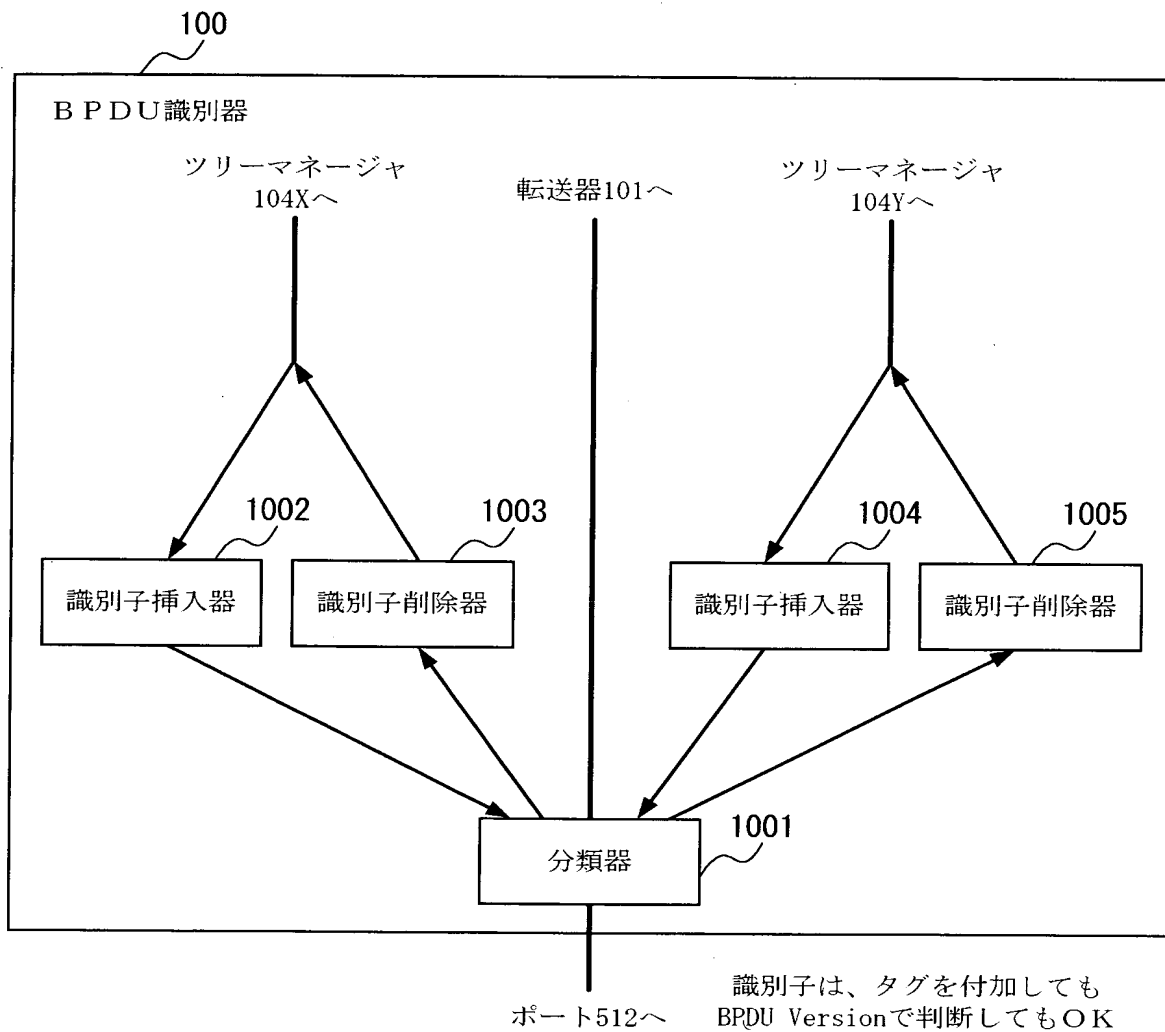 100
ＢＰＤＵ識別器
ツリーマネージャ
104Xへ
転送器101へ
ツリーマネージャ
104Yへ
1002
1003
1004
1005
識別子挿入器
識別子削除器
識別子挿入器
識別子削除器
1001
分類器
ポート512へ
識別子は、タグを付加しても
BPDU Versionで判断してもＯＫ